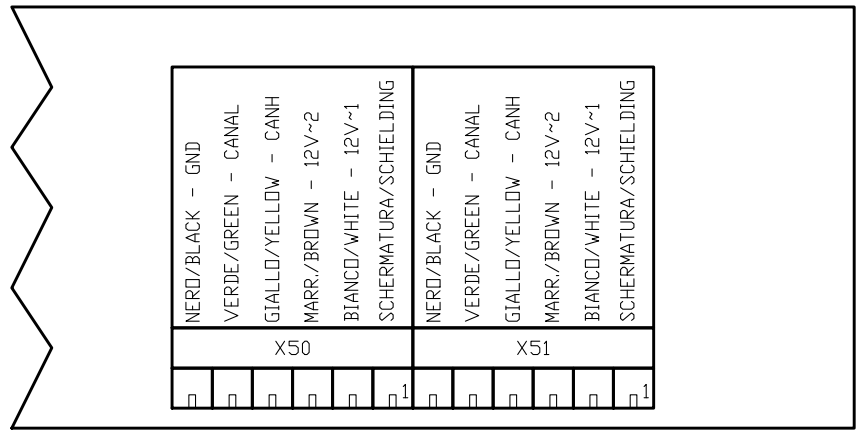 NERO/BLACK - GND
VERDE/GREEN - CANAL
GIALLO/YELLOW - CANH
MARR./BROWN - 12V~2
BIANCO/WHITE - 12V~1
SCHERMATURA/SCHIELDING
NERO/BLACK - GND
VERDE/GREEN - CANAL
GIALLO/YELLOW - CANH
MARR./BROWN - 12V~2
BIANCO/WHITE - 12V~1
SCHERMATURA/SCHIELDING
X50
X51
1
1